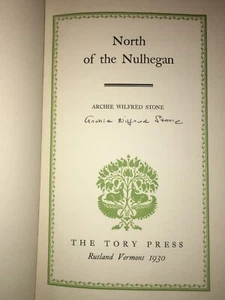 North
of the Nulhegan
ARCHIE WILFRED STONE
Archie Wilfred Stone
THE TORY PRESS
Rutland Vermont 1930